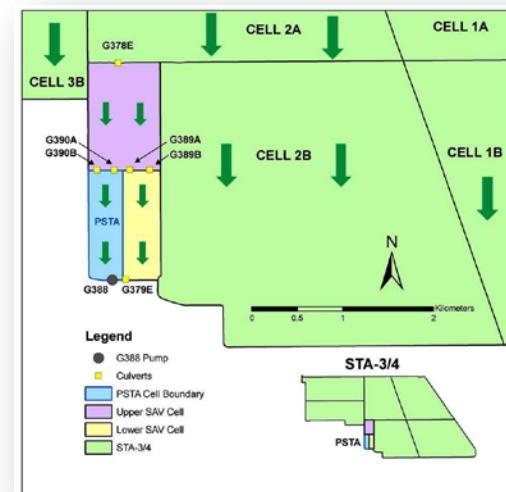 CELL 2A
CELL 1A
G378E
CELL 3B
G390A
G389A
G390B
G389B
CELL 2B
CELL 1B
PSTA
N
G388
G379E
Kilometers
0 0.5 1 2
Legend
G388 Pump
Culverts
PSTA Cell Boundary
Upper SAV Cell
Lower SAV Cell
STA-3/4
STA-3/4
PSTA